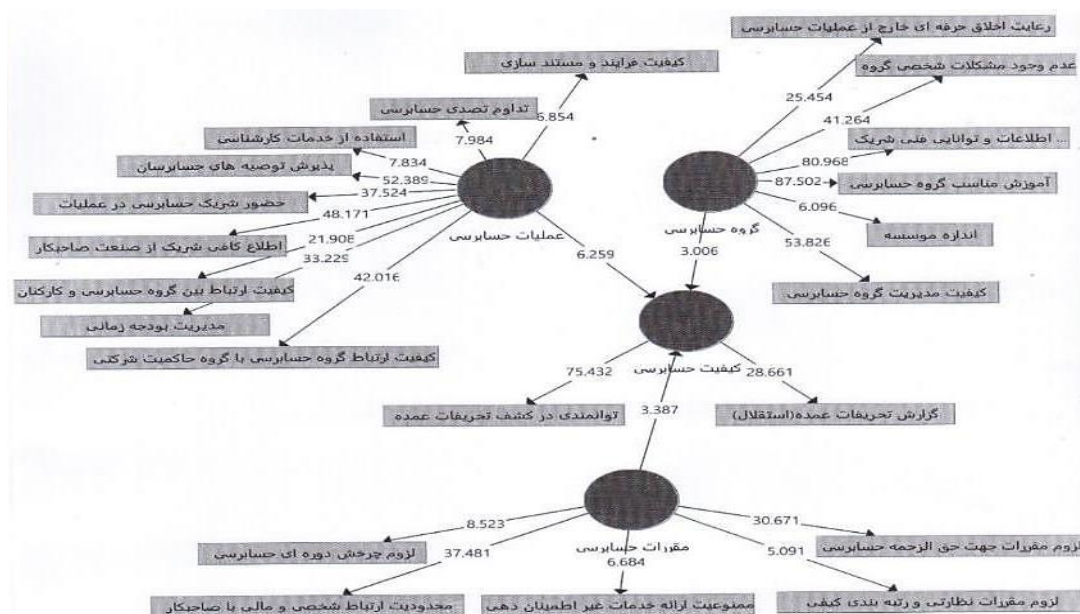 رعایت اخلاق حرفه ای خارج از عملیات حسابرسی
کیفیت فرایند و مستند سازی
عدم وجود مشکلات شخصی گروه
25.454
تداوم تصدی حسابرسی
6.854
41.264
استفاده از خدمات کارشناسی
7.984
اطلاعات و توانایی فنی شریک ...
7.834
80.968
پذیرش توصیه های حسابرسان
52.389
87.502
آموزش مناسب گروه حسابرسی
37.524
حضور شریک حسابرسی در عملیات
6.096
48.171
اندازه موسسه
عملیات حسابرسی
گروه حسابرسی
اطلاع کافی شریک از صنعت صاحبکار
21.908
53.826
33.229
6.259
3.006
42.016
کیفیت ارتباط بین گروه حسابرسی و کارکنان
کیفیت مدیریت گروه حسابرسی
مدیریت بودجه زمانی
کیفیت ارتباط گروه حسابرسی با گروه حاکمیت شرکتی
کیفیت حسابرسی
75.432
28.661
3.387
توانمندی در کشف تحریفات عمده
گزارش تحریفات عمده(استقلال)
8.523
30.671
لزوم چرخش دوره ای حسابرسی
مقررات حسابرسی
لزوم مقررات جهت حق الزحمه حسابرسی
37.481
6.684
5.091
محدودیت ارتباط شخصی و مالی با صاحبکار
ممنوعیت ارائه خدمات غیر اطمینان دهی
لزوم مقررات نظارتی و رتبه بندی کیفی